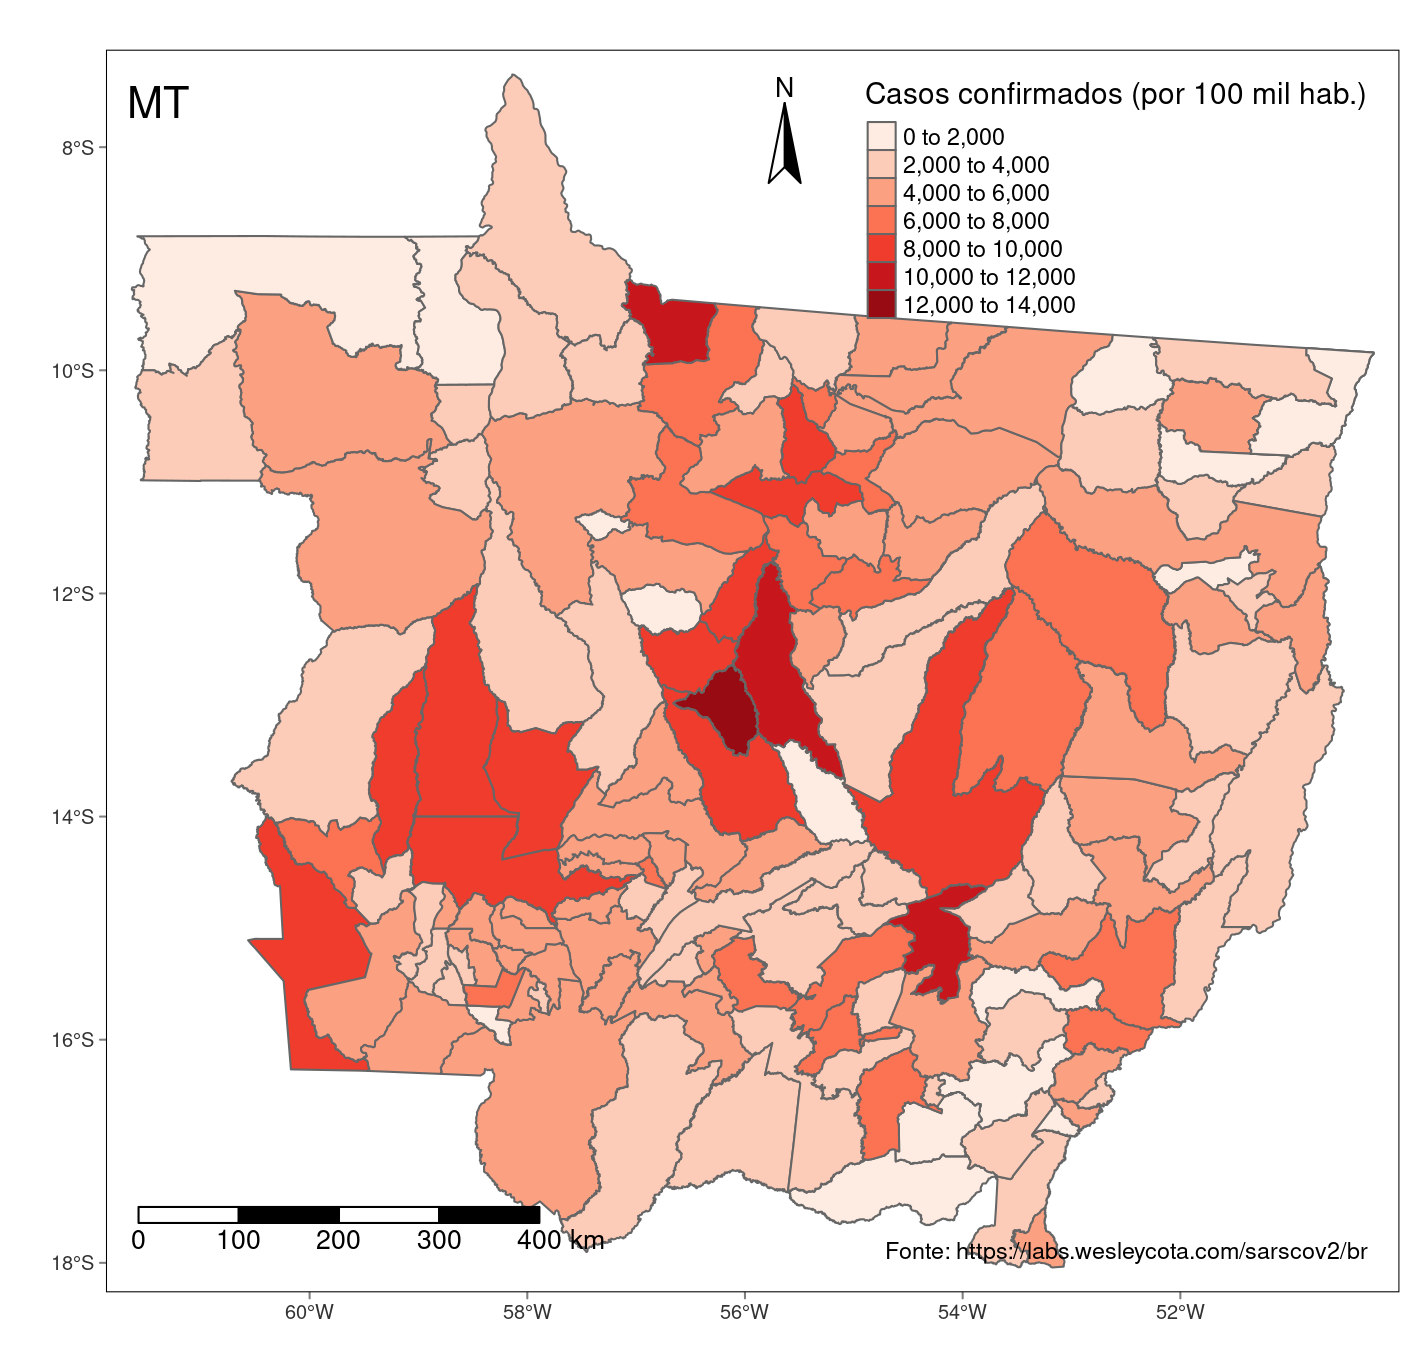 MT
N
Casos confirmados (por 100 mil hab.)
0 to 2,000
2,000 to 4,000
4,000 to 6,000
6,000 to 8,000
8,000 to 10,000
10,000 to 12,000
12,000 to 14,000
8°S
10°S
12°S
14°S
16°S
18°S
0 100 200 300 400 km
Fonte: https://labs.wesleycota.com/sarscov2/br
60°W 58°W 56°W 54°W 52°W